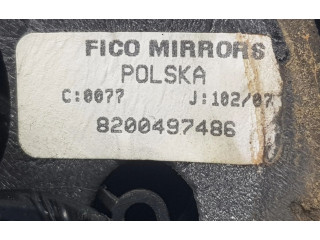 FICO MIRRORS
POLSKA
C:0077 J:102/07
8200497486